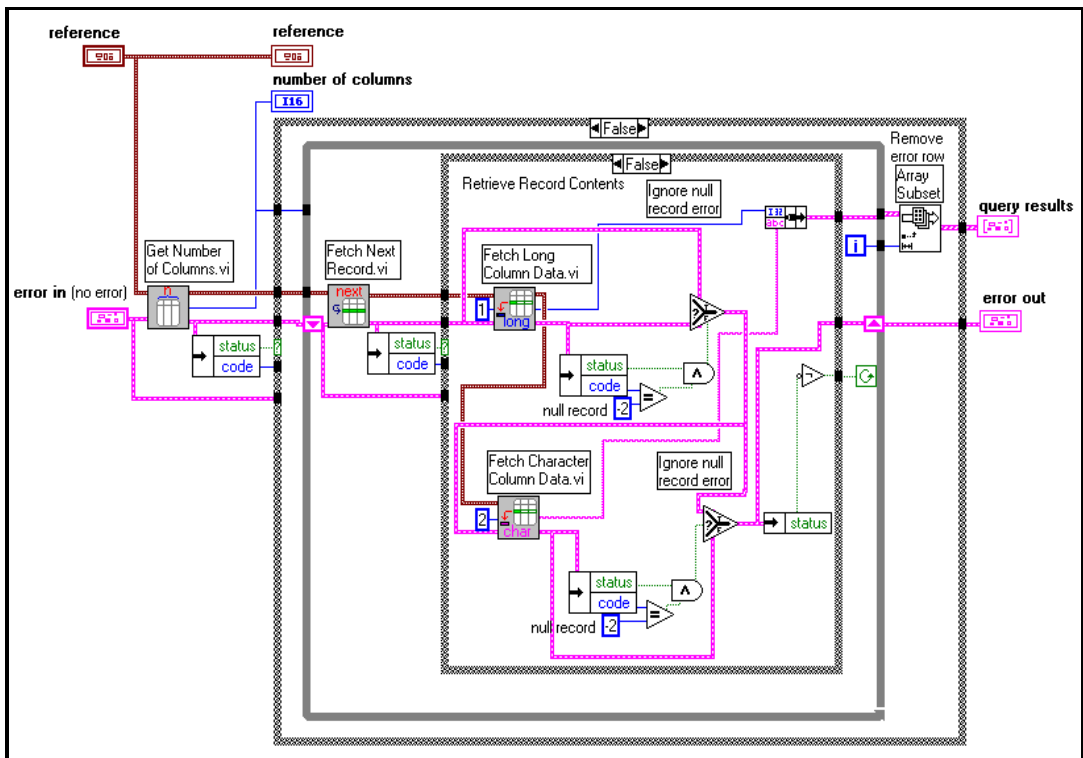 reference
reference
number of columns
I16
False
False
Remove
error row
Array
Subset
Retrieve Record Contents
Ignore null
record error
I32
abc
query results
Get Number
of Columns.vi
n
Fetch Next
Record.vi
next
Fetch Long
Column Data.vi
1
long
i
error in (no error)
error out
status
code
?
status
code
?
status
code
=
null record -2
?
T
F
Fetch Character
Column Data.vi
2
char
Ignore null
record error
?
T
F
status
status
code
=
null record -2